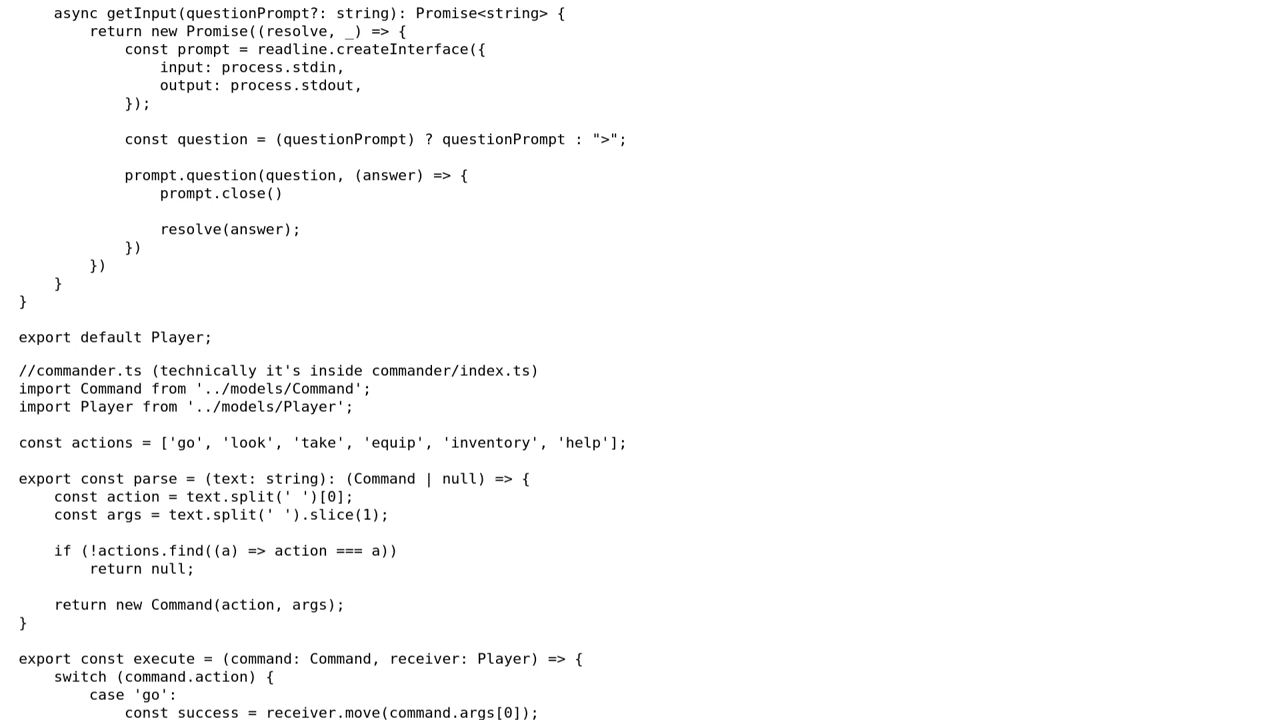 async getInput(questionPrompt?: string): Promise<string> {
        return new Promise((resolve, _) => {
            const prompt = readline.createInterface({
                input: process.stdin,
                output: process.stdout,
            });

            const question = (questionPrompt) ? questionPrompt : ">";

            prompt.question(question, (answer) => {
                prompt.close()

                resolve(answer);
            })
        })
    }
}

export default Player;

//commander.ts (technically it's inside commander/index.ts)
import Command from '../models/Command';
import Player from '../models/Player';

const actions = ['go', 'look', 'take', 'equip', 'inventory', 'help'];

export const parse = (text: string): (Command | null) => {
    const action = text.split(' ')[0];
    const args = text.split(' ').slice(1);

    if (!actions.find((a) => action === a))
        return null;

    return new Command(action, args);
}

export const execute = (command: Command, receiver: Player) => {
    switch (command.action) {
        case 'go':
            const success = receiver.move(command.args[0]);